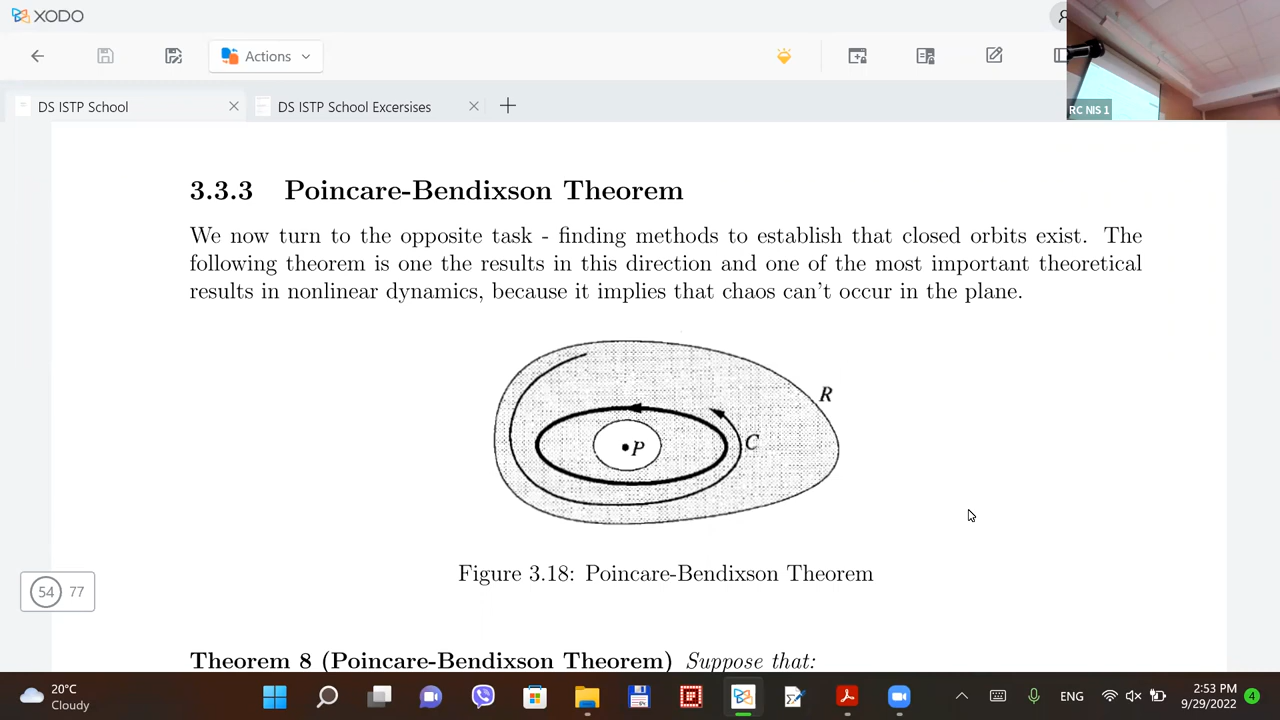 XODO
Actions
DS ISTP School
DS ISTP School Excersises
RC NIS 1
3.3.3 Poincare-Bendixson Theorem
We now turn to the opposite task - finding methods to establish that closed orbits exist. The
following theorem is one the results in this direction and one of the most important theoretical
results in nonlinear dynamics, because it implies that chaos can't occur in the plane.
R
C
P
Figure 3.18: Poincare-Bendixson Theorem
54 77
Theorem 8 (Poincare-Bendixson Theorem) Suppose that:
20°C
Cloudy
ENG
2:53 PM
9/29/2022
4